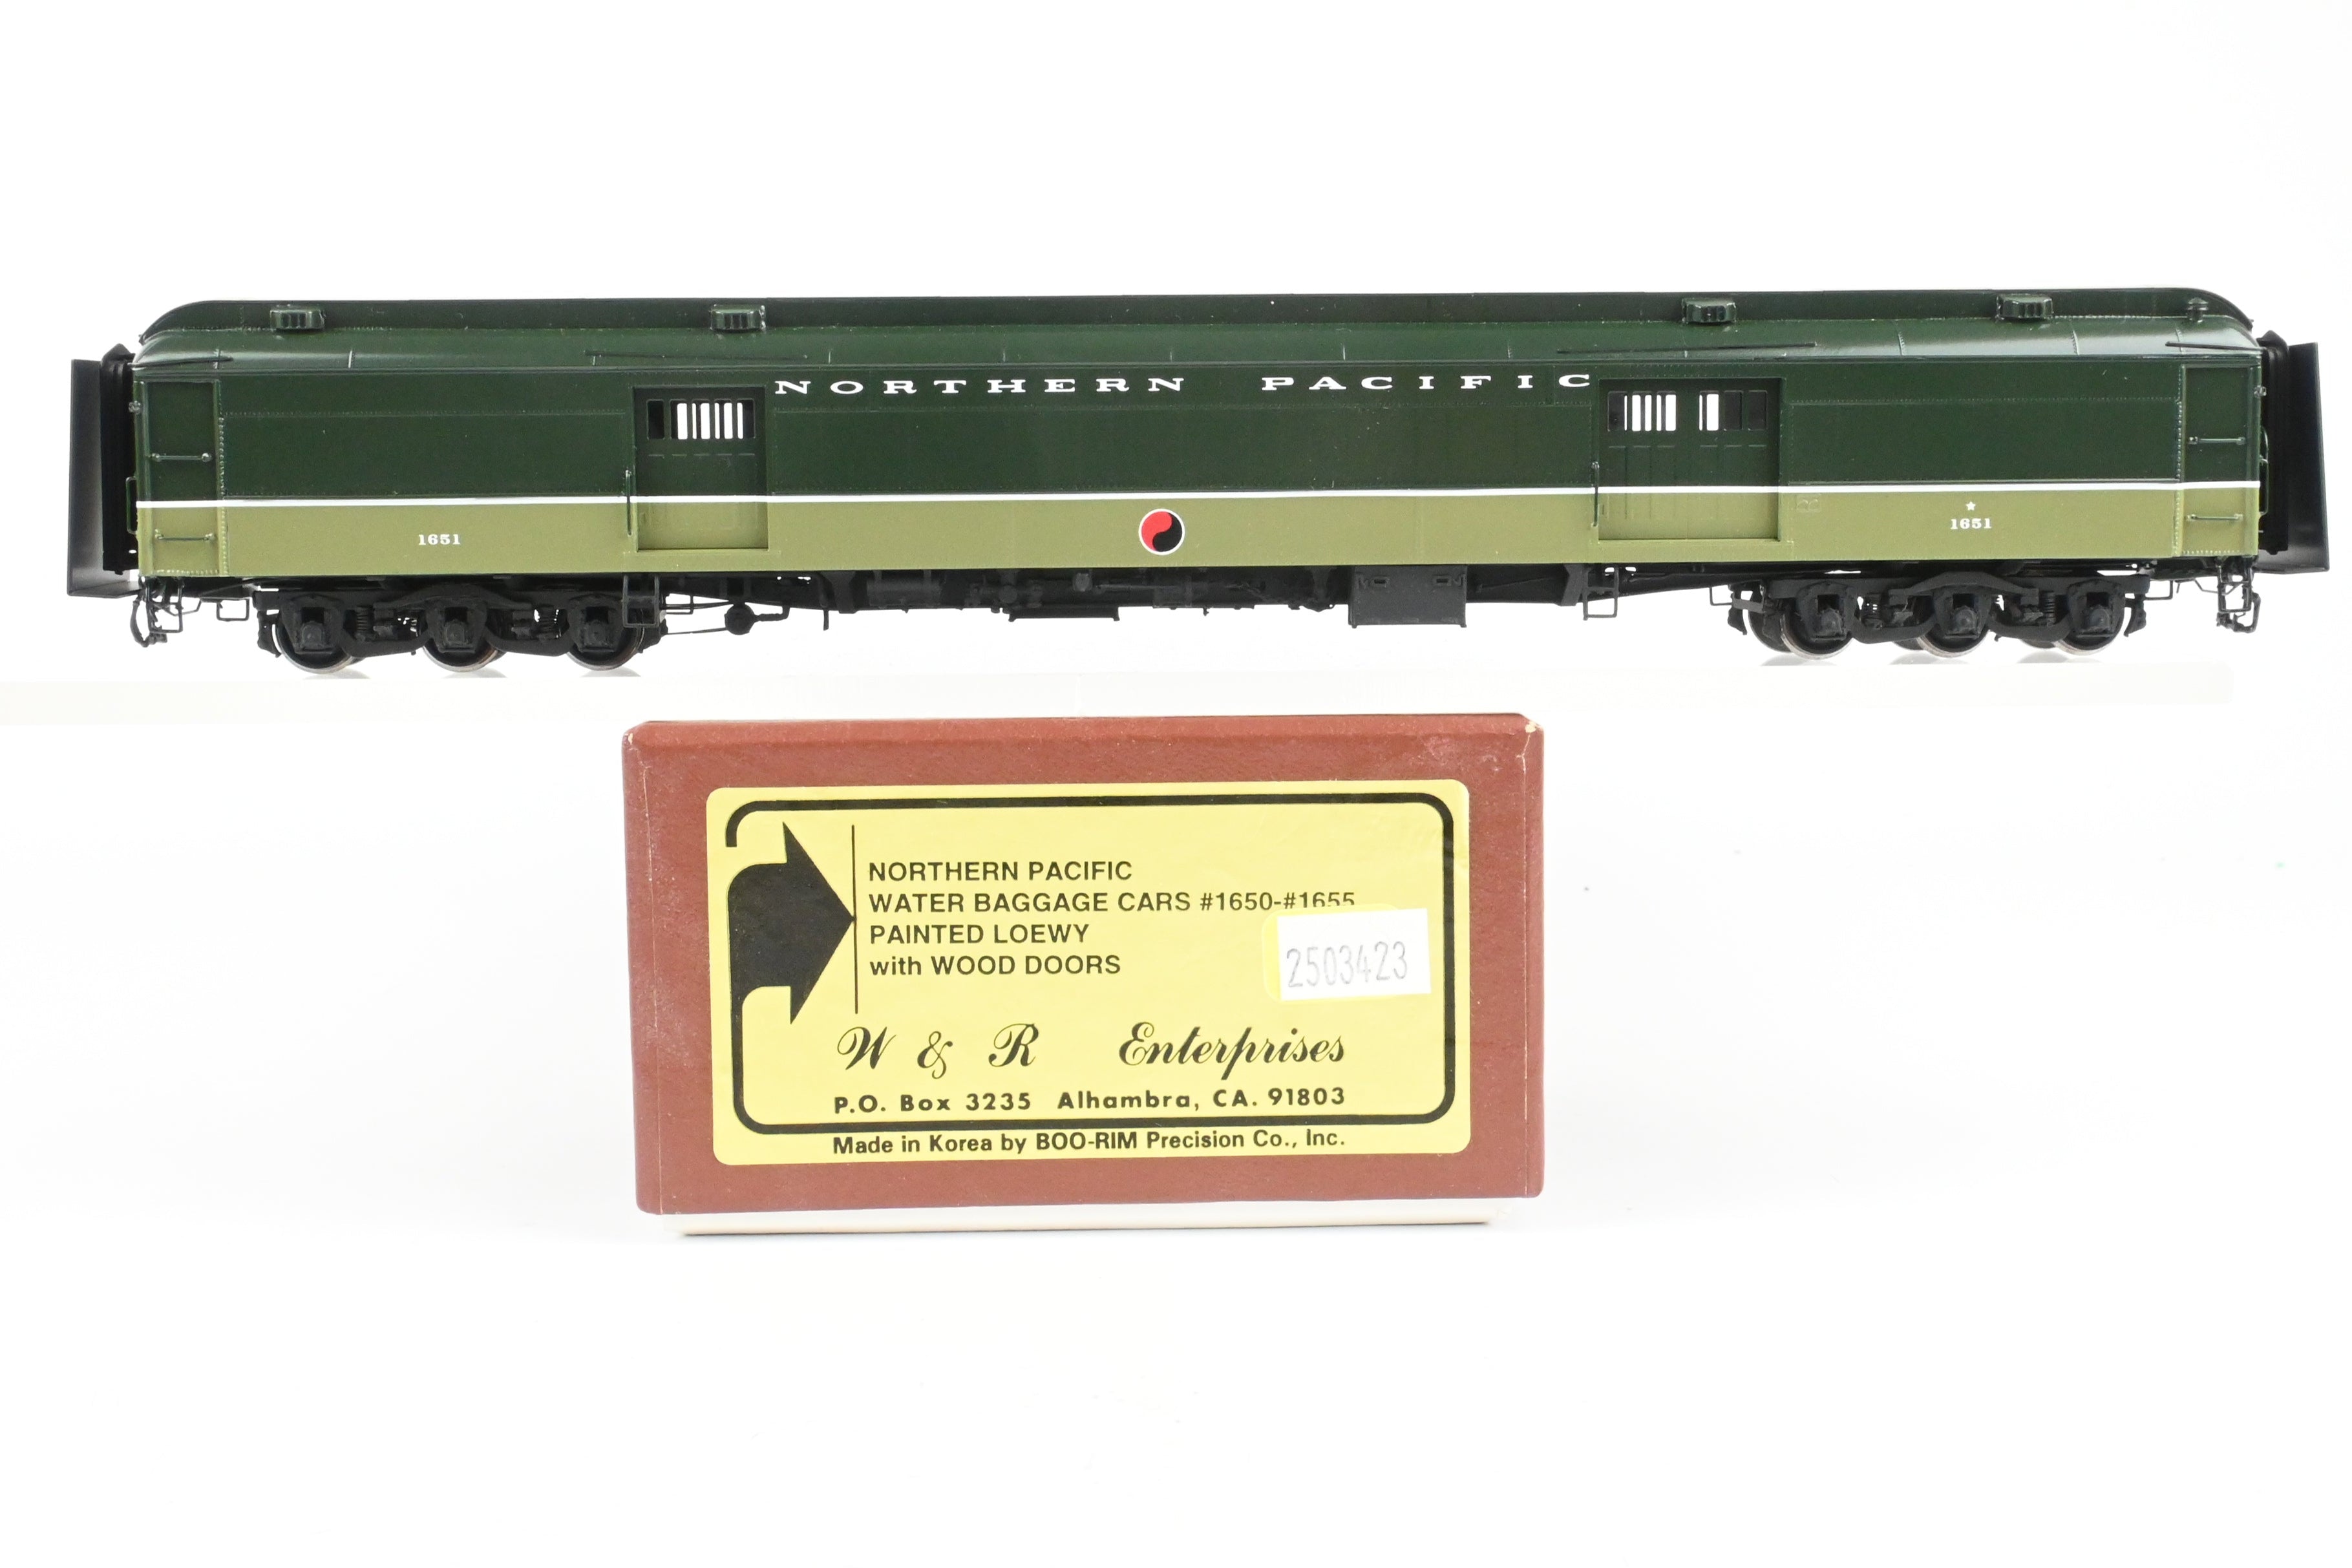 NORTHERN PACIFIC
1651
*
1651
NORTHERN PACIFIC
WATER BAGGAGE CARS #1650-#1655
PAINTED LOEWY
with WOOD DOORS
2503423
W & R Enterprises
P.O. Box 3235 Alhambra, CA. 91803
Made in Korea by BOO-RIM Precision Co., Inc.